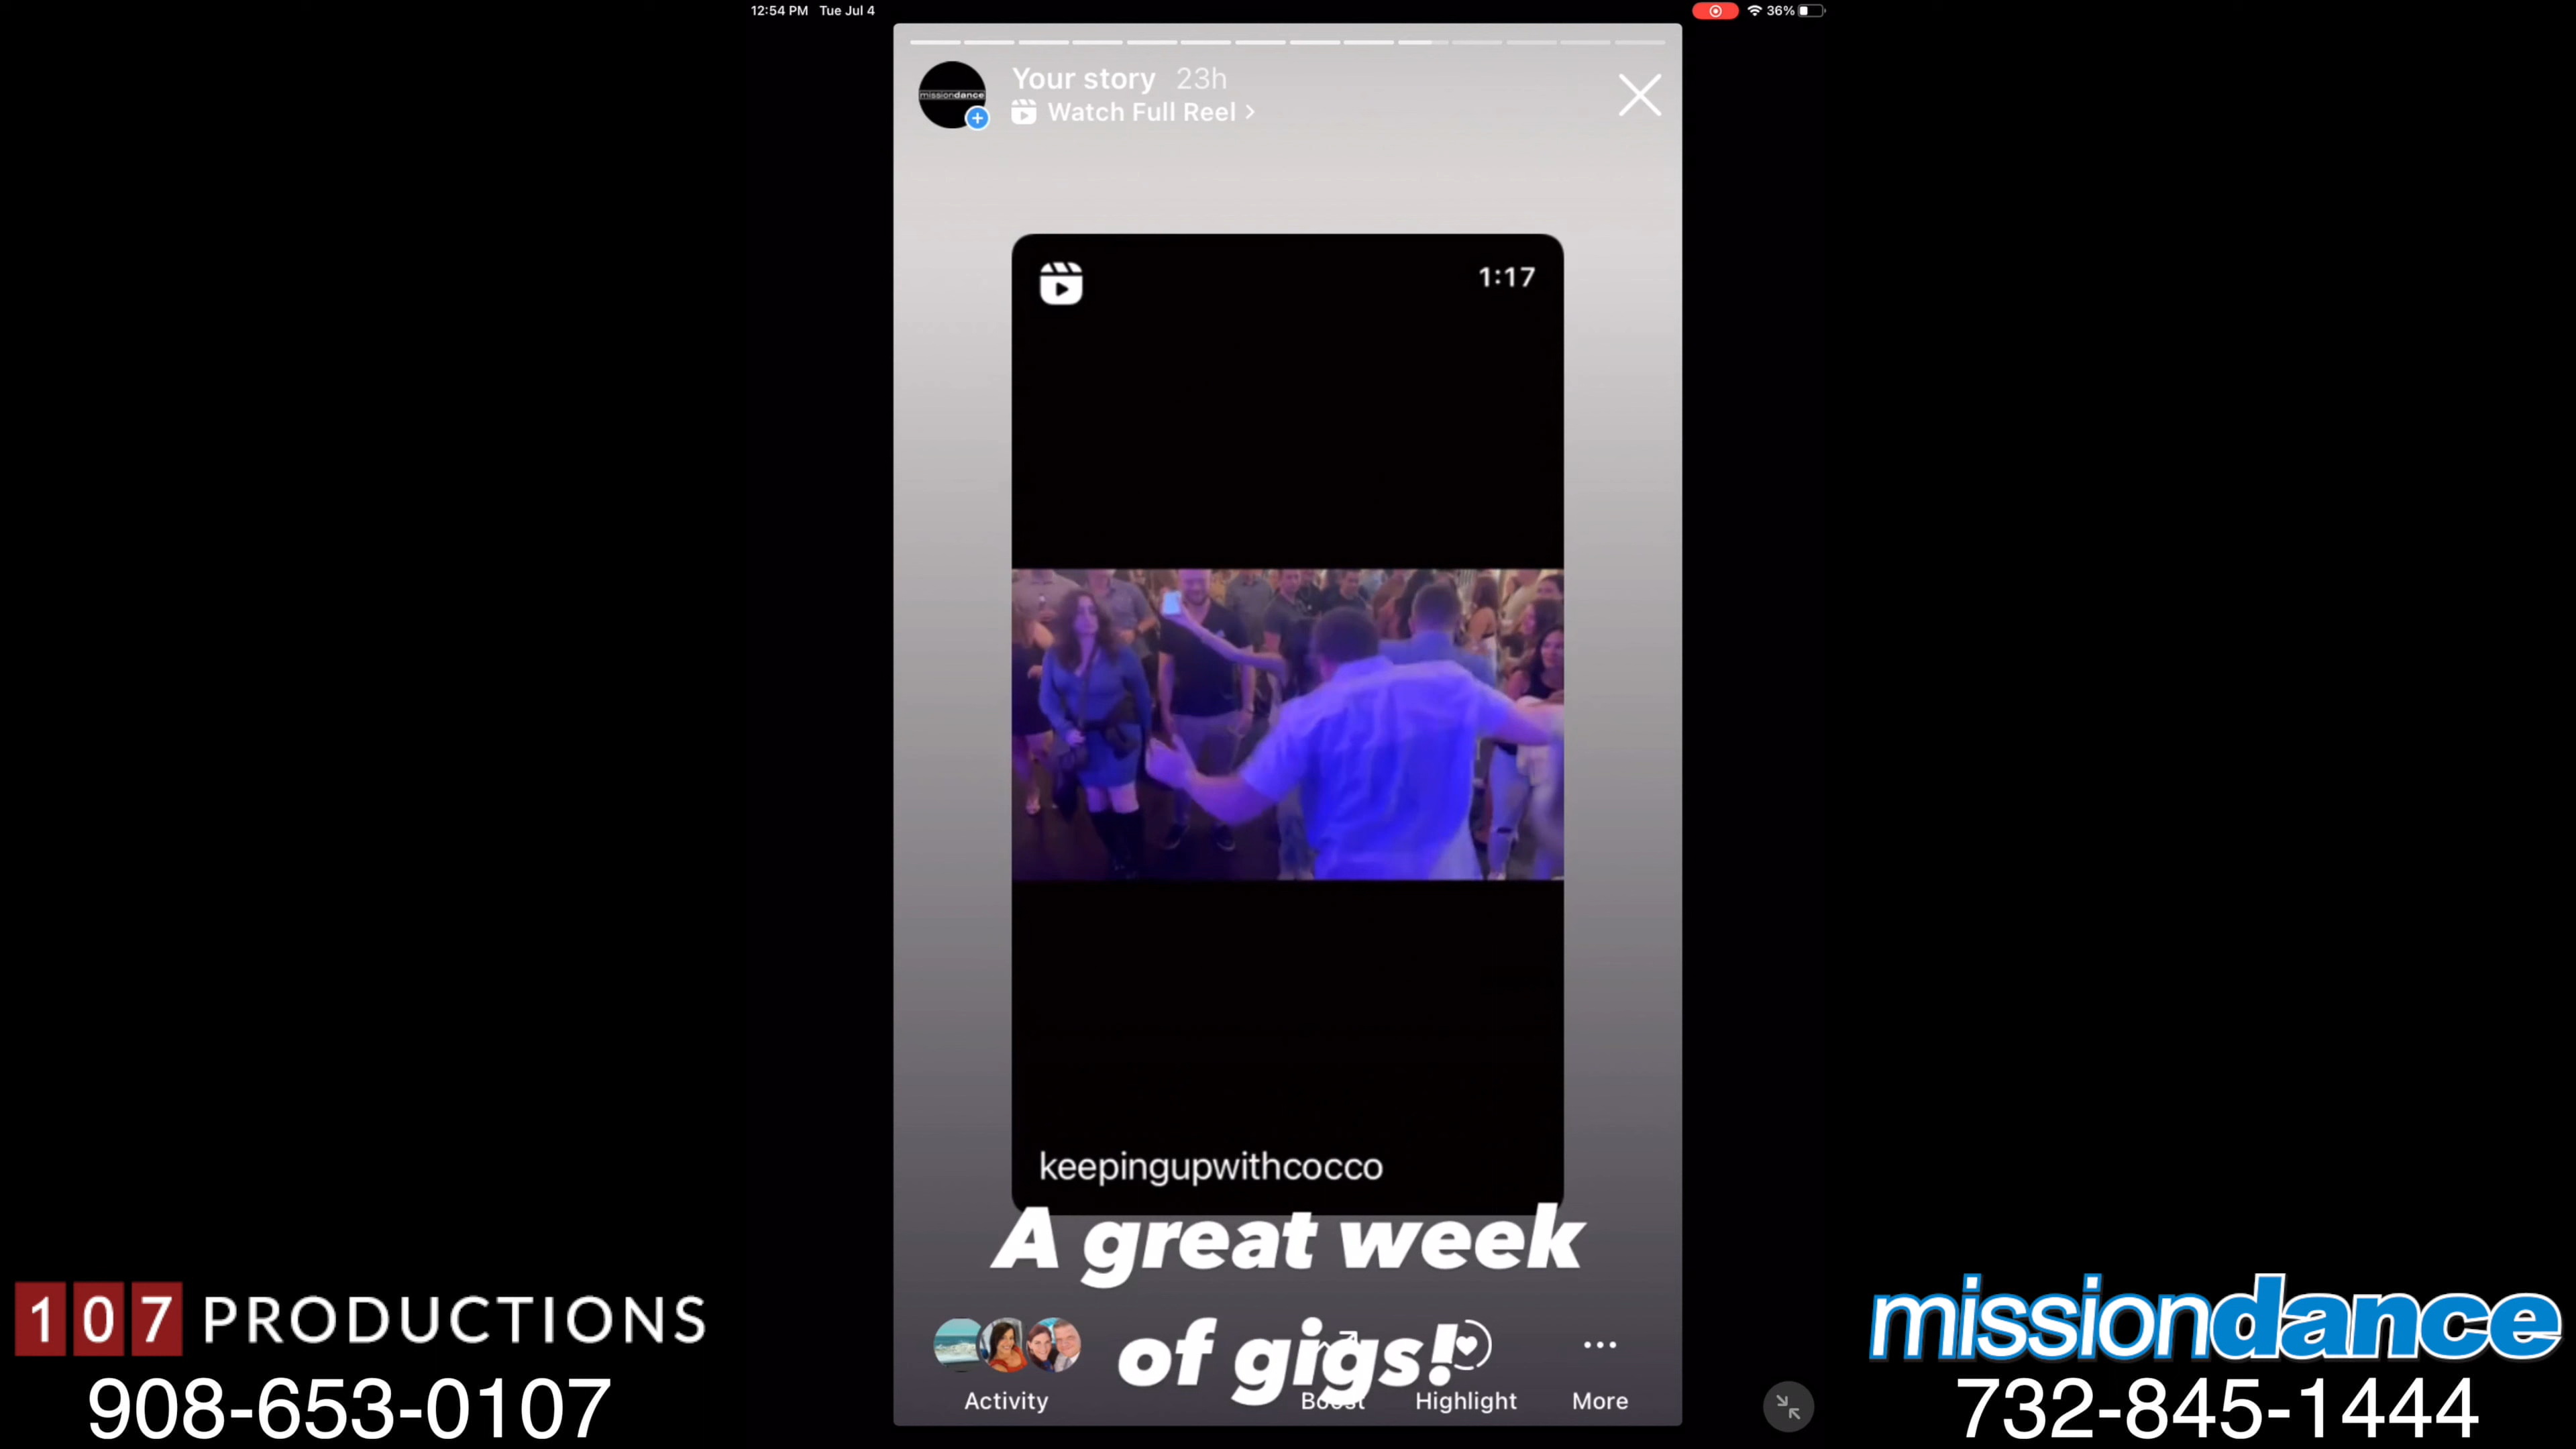 12:54 PM Tue Jul 4
36%
Your story 23h
missiondance
Watch Full Reel >
1:17
keepingupwithcocco
A great week
of gigs!
Activity
Boost
Highlight
More
107 PRODUCTIONS
908-653-0107
missiondance
732-845-1444